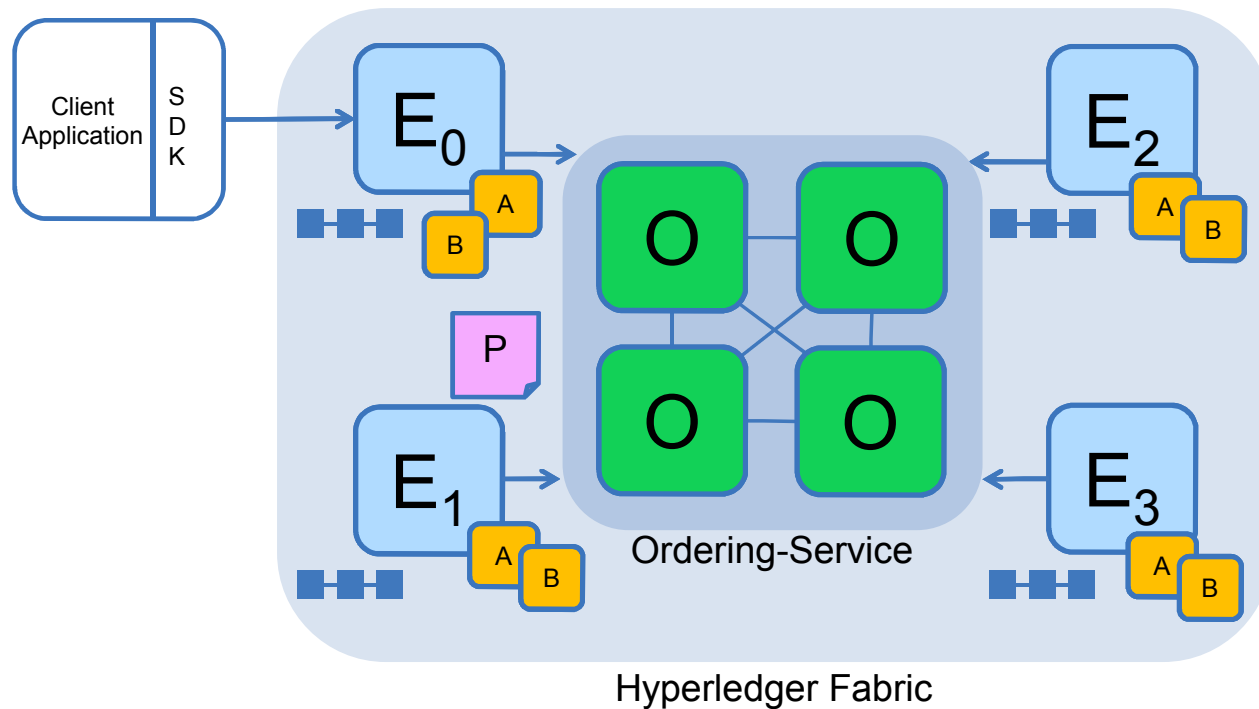 Client
Application
S
D
K
E0
A
B
E2
A
B
O
O
P
O
O
E1
A
B
E3
A
B
Ordering-Service
Hyperledger Fabric